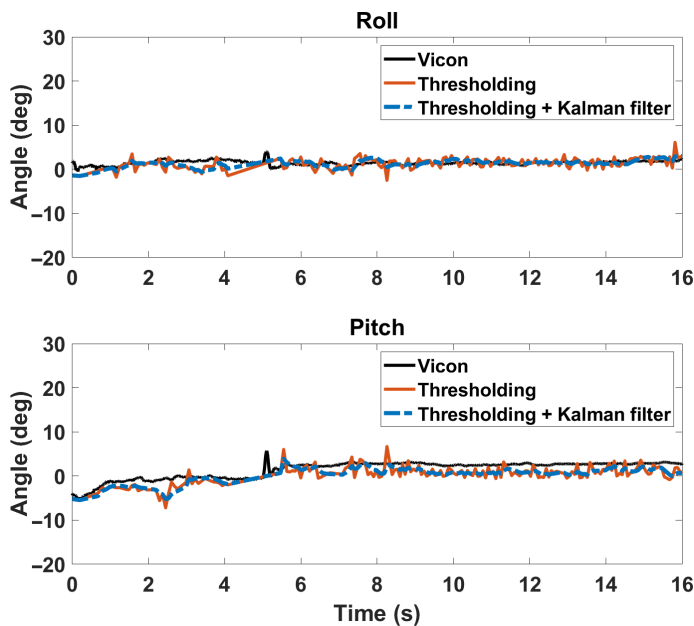 Roll
Angle (deg)
30
20
10
0
−10
−20
Vicon
Thresholding
Thresholding + Kalman filter
0 2 4 6 8 10 12 14 16
Pitch
Angle (deg)
30
20
10
0
−10
−20
Vicon
Thresholding
Thresholding + Kalman filter
0 2 4 6 8 10 12 14 16
Time (s)